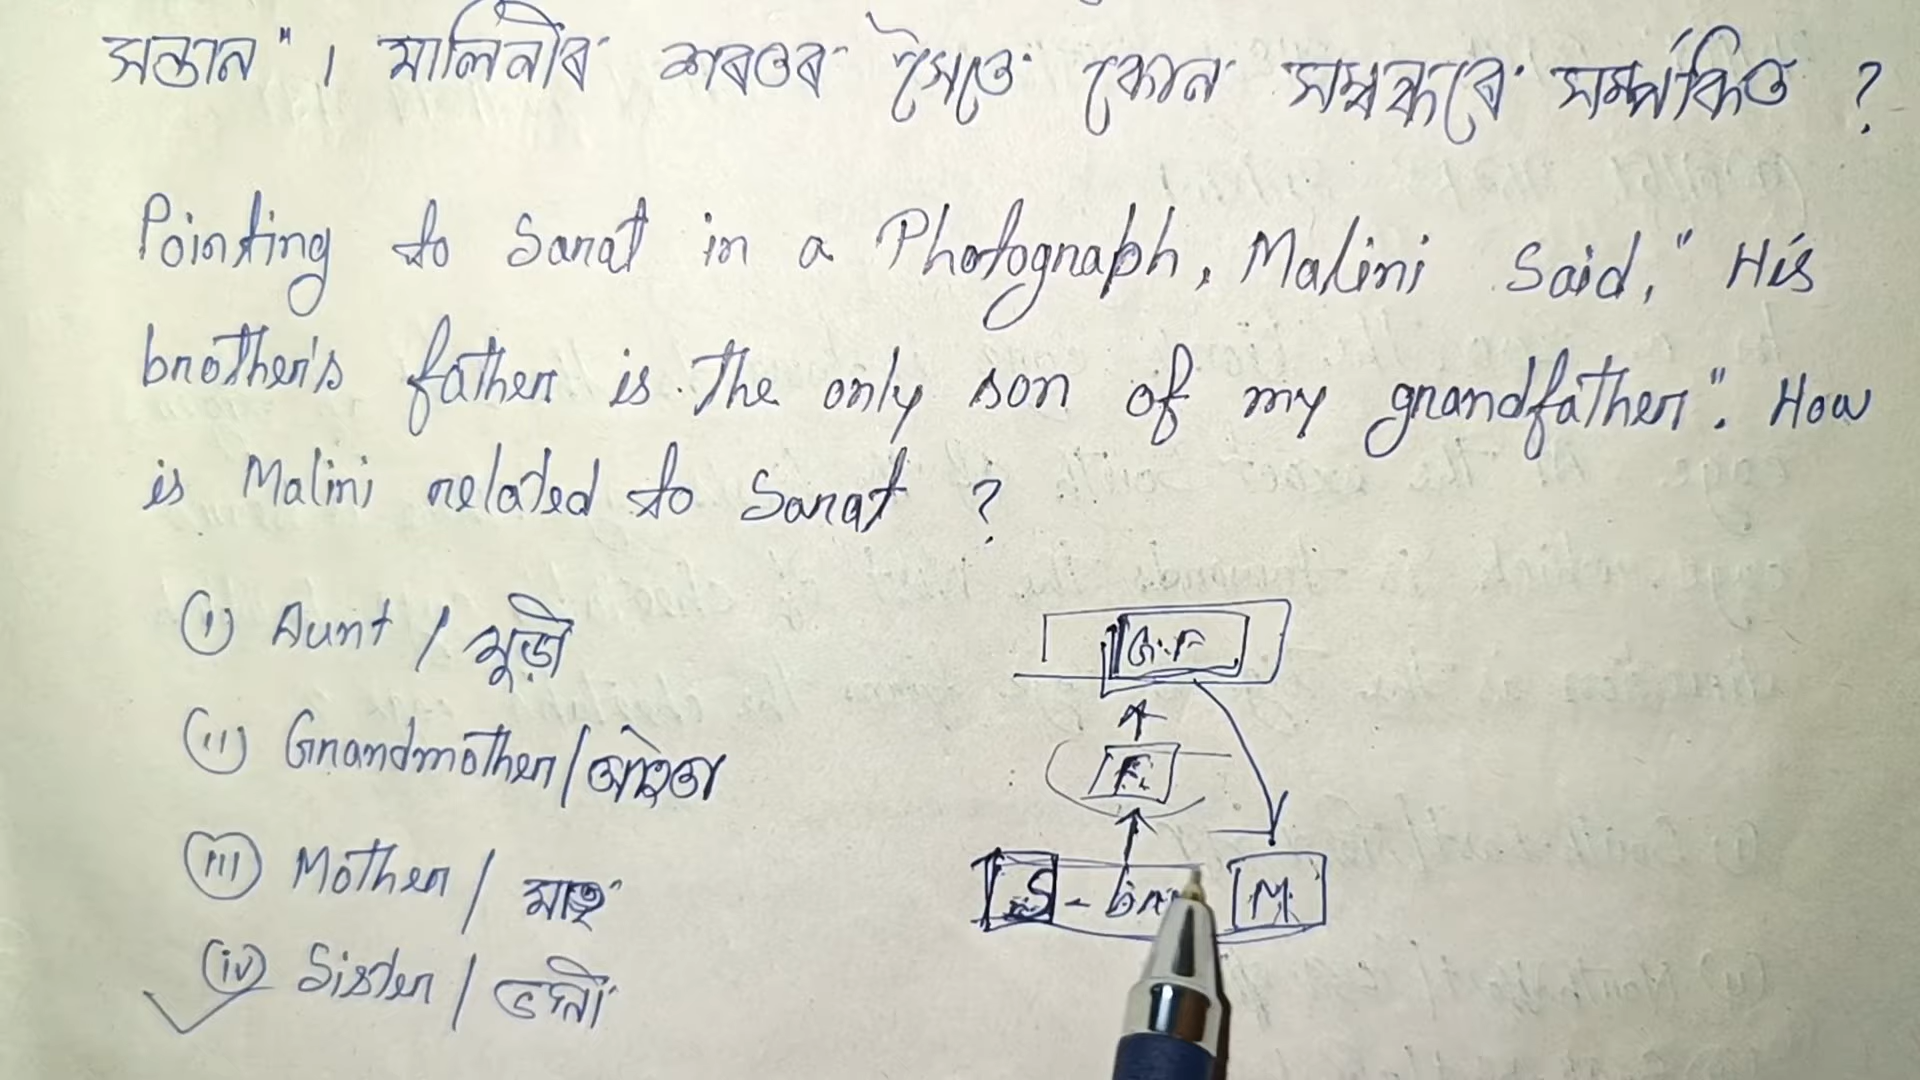 সন্তান"। মালিনীৰ শৰতৰ সৈতে কোন সম্বন্ধৰে সম্পৰ্কিত ?
Pointing to Sarat in a Photograph, Malini Said, "His
brother's father is the only son of my grandfather". How
is Malini related to Sarat ?
(i) Aunt / খুড়ী
(ii) Grandmother / আইতা
(iii) Mother / মাতৃ
(iv) Sister / ভগ্নী
G.F
F
S - bro
M